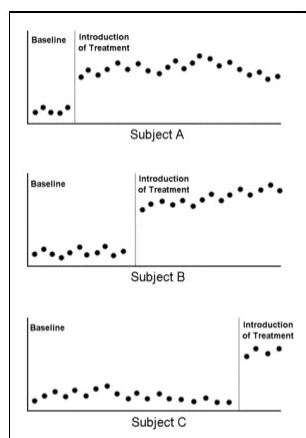 Baseline
Introduction
of Treatment
Subject A
Baseline
Introduction
of Treatment
Subject B
Baseline
Introduction
of Treatment
Subject C